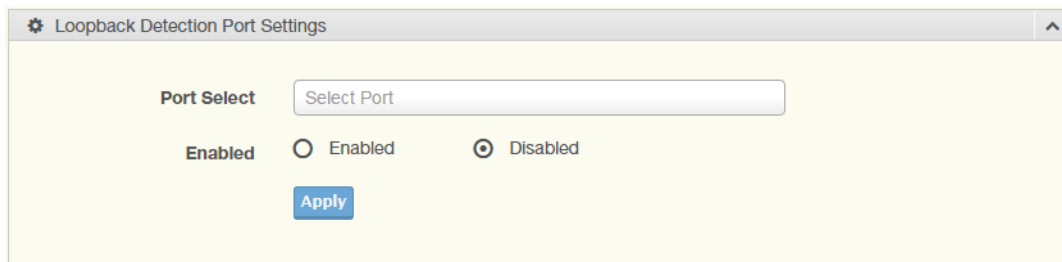 Loopback Detection Port Settings
Port Select Select Port
Enabled Enabled Disabled
Apply